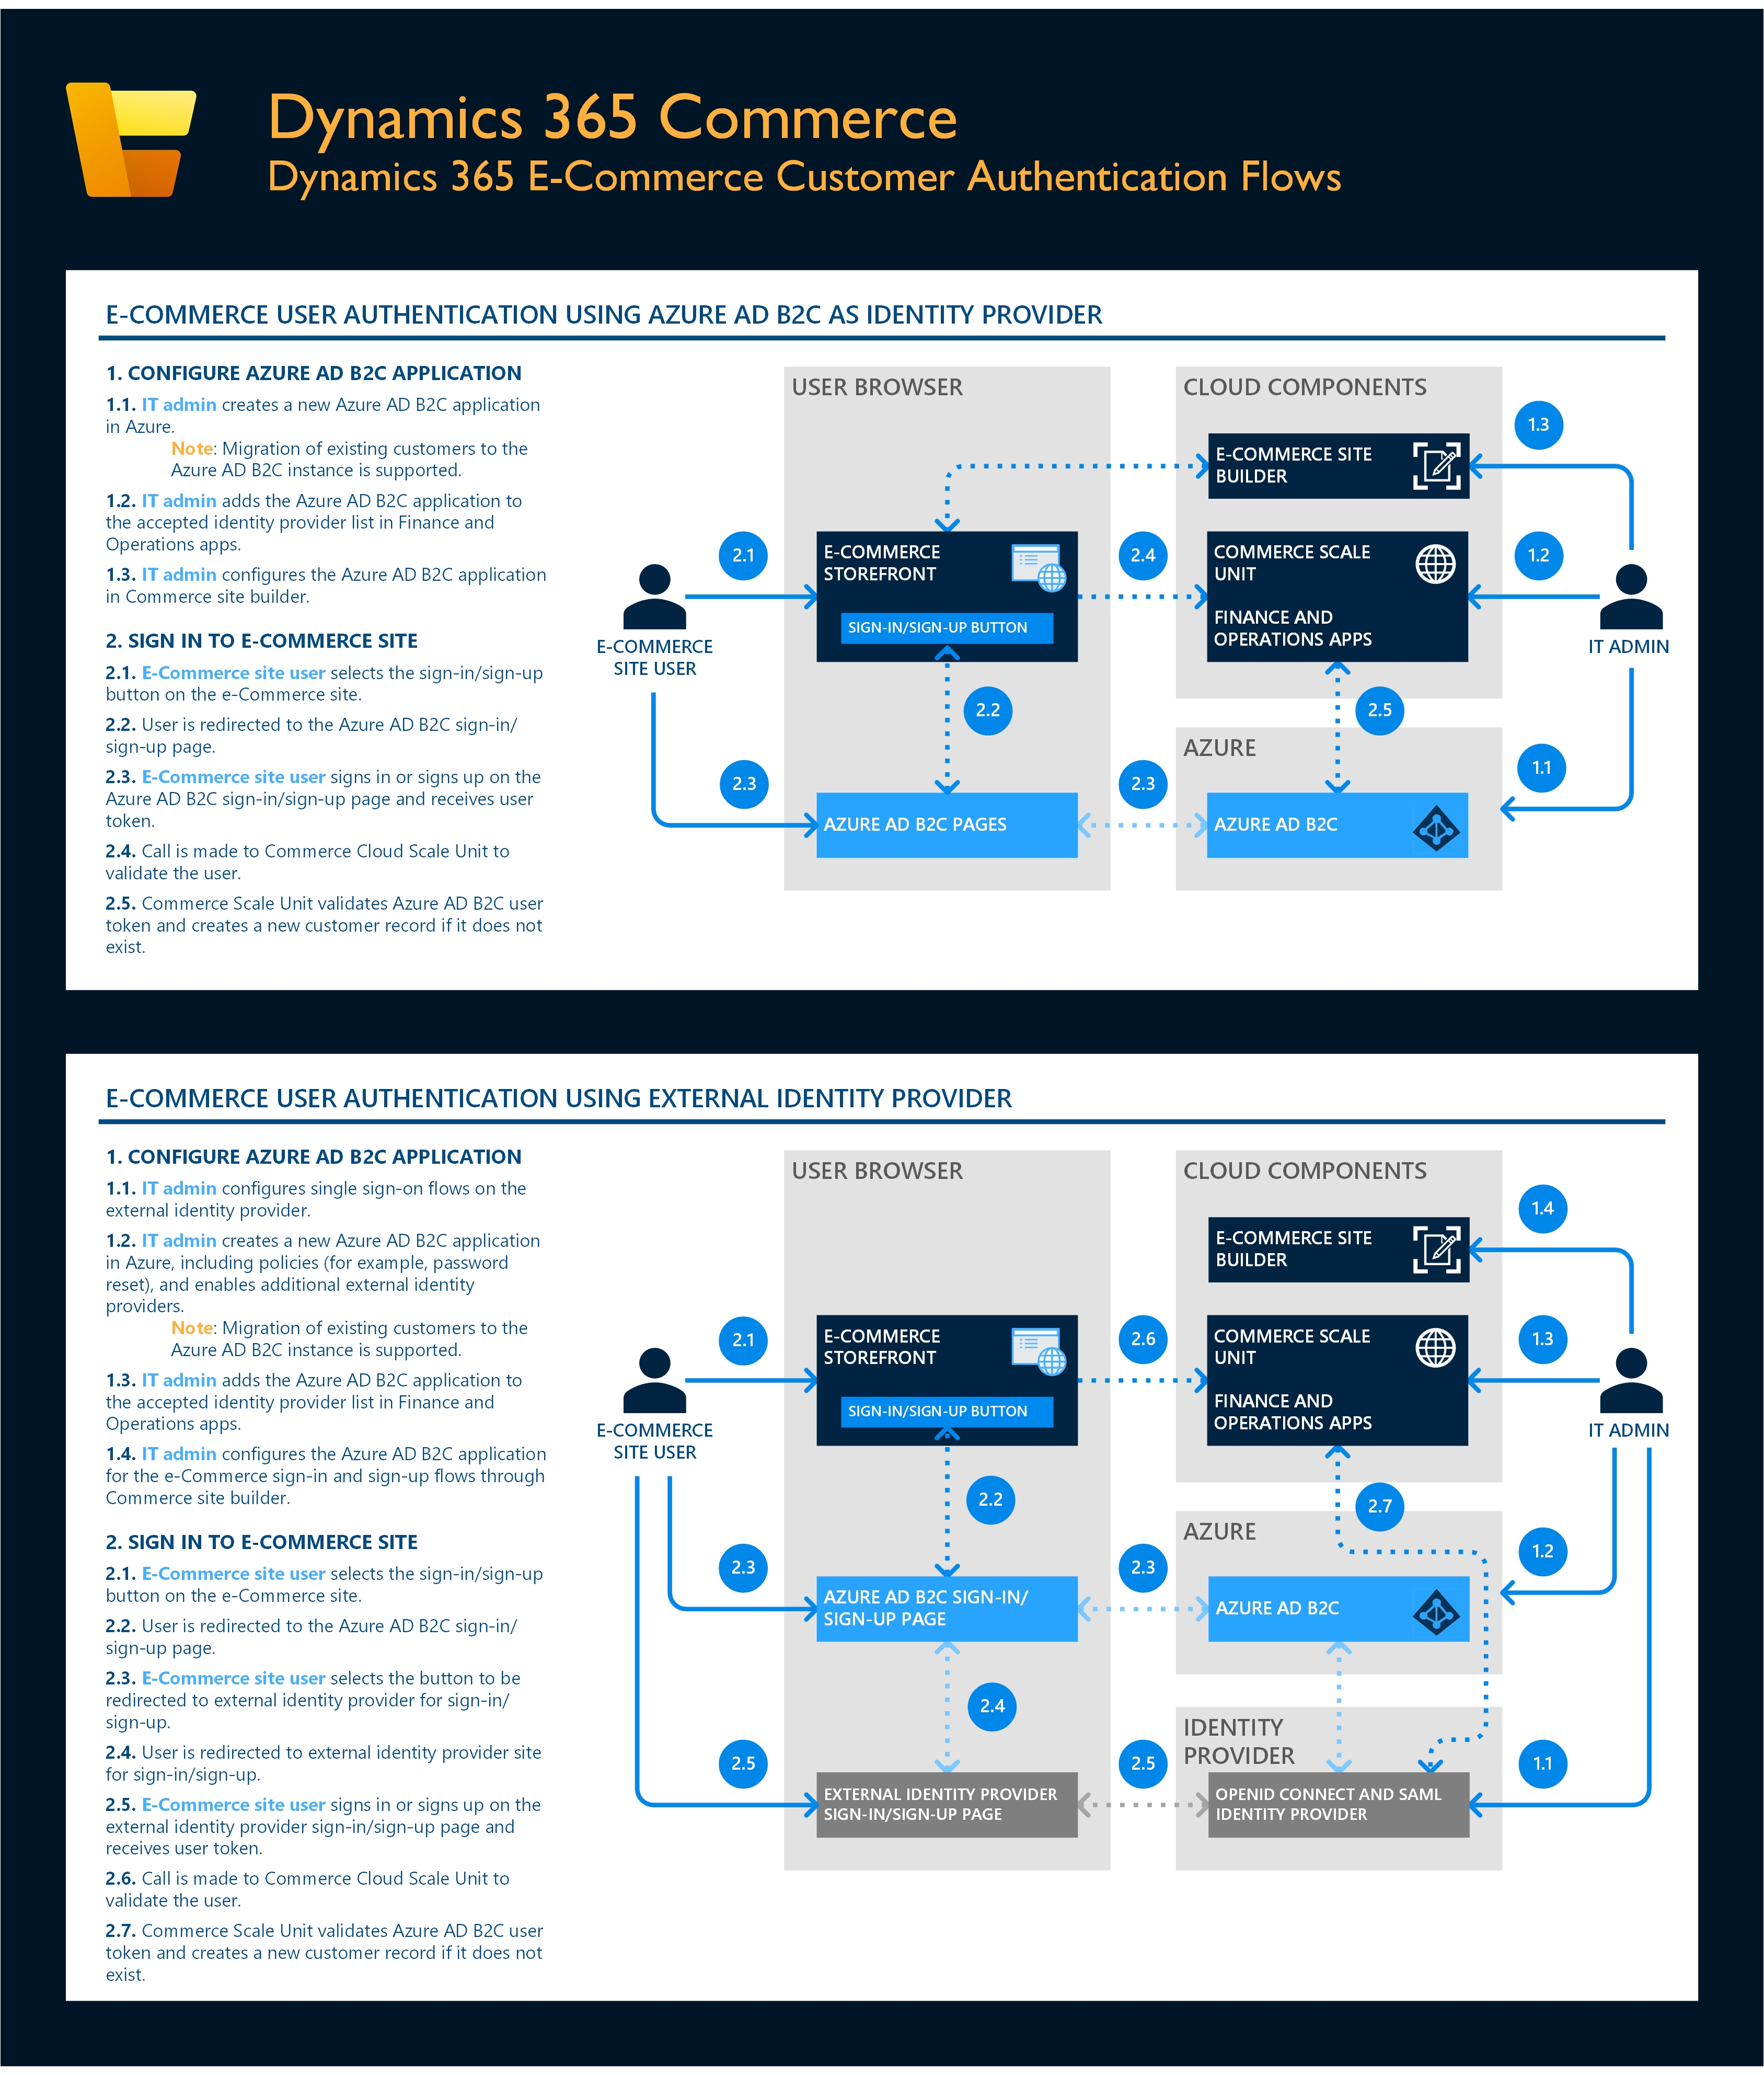 Dynamics 365 Commerce
Dynamics 365 E-Commerce Customer Authentication Flows
E-COMMERCE USER AUTHENTICATION USING AZURE AD B2C AS IDENTITY PROVIDER
1. CONFIGURE AZURE AD B2C APPLICATION
1.1. IT admin creates a new Azure AD B2C application
in Azure.
Note: Migration of existing customers to the
Azure AD B2C instance is supported.
1.2. IT admin adds the Azure AD B2C application to
the accepted identity provider list in Finance and
Operations apps.
1.3. IT admin configures the Azure AD B2C application
in Commerce site builder.
2. SIGN IN TO E-COMMERCE SITE
2.1. E-Commerce site user selects the sign-in/sign-up
button on the e-Commerce site.
2.2. User is redirected to the Azure AD B2C sign-in/
sign-up page.
2.3. E-Commerce site user signs in or signs up on the
Azure AD B2C sign-in/sign-up page and receives user
token.
2.4. Call is made to Commerce Cloud Scale Unit to
validate the user.
2.5. Commerce Scale Unit validates Azure AD B2C user
token and creates a new customer record if it does not
exist.
E-COMMERCE
SITE USER
2.1
2.3
USER BROWSER
E-COMMERCE
STOREFRONT
SIGN-IN/SIGN-UP BUTTON
2.2
AZURE AD B2C PAGES
2.4
2.3
CLOUD COMPONENTS
E-COMMERCE SITE
BUILDER
COMMERCE SCALE
UNIT
FINANCE AND
OPERATIONS APPS
2.5
AZURE
AZURE AD B2C
1.3
1.2
1.1
IT ADMIN
E-COMMERCE USER AUTHENTICATION USING EXTERNAL IDENTITY PROVIDER
1. CONFIGURE AZURE AD B2C APPLICATION
1.1. IT admin configures single sign-on flows on the
external identity provider.
1.2. IT admin creates a new Azure AD B2C application
in Azure, including policies (for example, password
reset), and enables additional external identity
providers.
Note: Migration of existing customers to the
Azure AD B2C instance is supported.
1.3. IT admin adds the Azure AD B2C application to
the accepted identity provider list in Finance and
Operations apps.
1.4. IT admin configures the Azure AD B2C application
for the e-Commerce sign-in and sign-up flows through
Commerce site builder.
2. SIGN IN TO E-COMMERCE SITE
2.1. E-Commerce site user selects the sign-in/sign-up
button on the e-Commerce site.
2.2. User is redirected to the Azure AD B2C sign-in/
sign-up page.
2.3. E-Commerce site user selects the button to be
redirected to external identity provider for sign-in/
sign-up.
2.4. User is redirected to external identity provider site
for sign-in/sign-up.
2.5. E-Commerce site user signs in or signs up on the
external identity provider sign-in/sign-up page and
receives user token.
2.6. Call is made to Commerce Cloud Scale Unit to
validate the user.
2.7. Commerce Scale Unit validates Azure AD B2C user
token and creates a new customer record if it does not
exist.
E-COMMERCE
SITE USER
2.1
2.3
2.5
USER BROWSER
E-COMMERCE
STOREFRONT
SIGN-IN/SIGN-UP BUTTON
2.2
AZURE AD B2C SIGN-IN/
SIGN-UP PAGE
2.4
EXTERNAL IDENTITY PROVIDER
SIGN-IN/SIGN-UP PAGE
2.6
2.3
2.5
CLOUD COMPONENTS
E-COMMERCE SITE
BUILDER
COMMERCE SCALE
UNIT
FINANCE AND
OPERATIONS APPS
2.7
AZURE
AZURE AD B2C
IDENTITY
PROVIDER
OPENID CONNECT AND SAML
IDENTITY PROVIDER
1.4
1.3
1.2
1.1
IT ADMIN